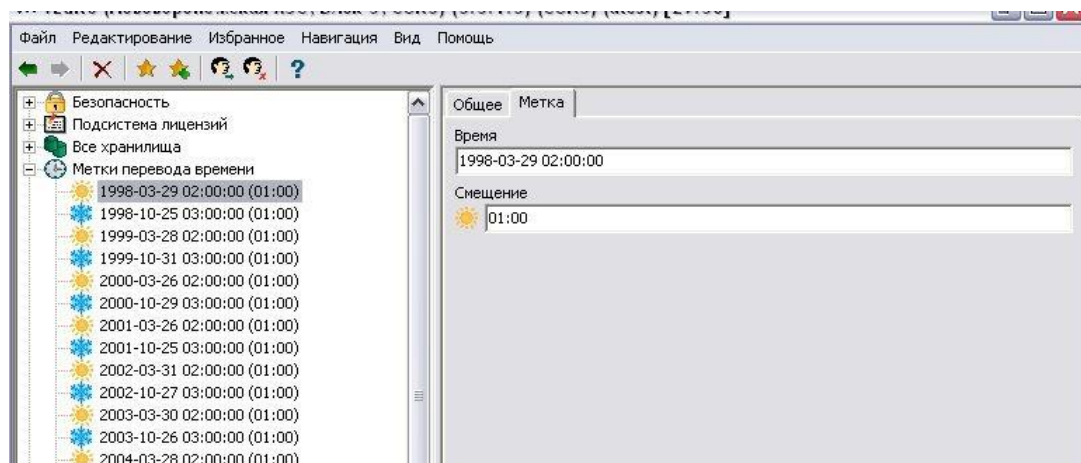 Файл Редактирование Избранное Навигация Вид Помощь
Безопасность
Подсистема лицензий
Все хранилища
Метки перевода времени
1998-03-29 02:00:00 (01:00)
1998-10-25 03:00:00 (01:00)
1999-03-28 02:00:00 (01:00)
1999-10-31 03:00:00 (01:00)
2000-03-26 02:00:00 (01:00)
2000-10-29 03:00:00 (01:00)
2001-03-26 02:00:00 (01:00)
2001-10-25 03:00:00 (01:00)
2002-03-31 02:00:00 (01:00)
2002-10-27 03:00:00 (01:00)
2003-03-30 02:00:00 (01:00)
2003-10-26 03:00:00 (01:00)
2004-03-28 02:00:00 (01:00)
Общее Метка
Время
1998-03-29 02:00:00
Смещение
01:00